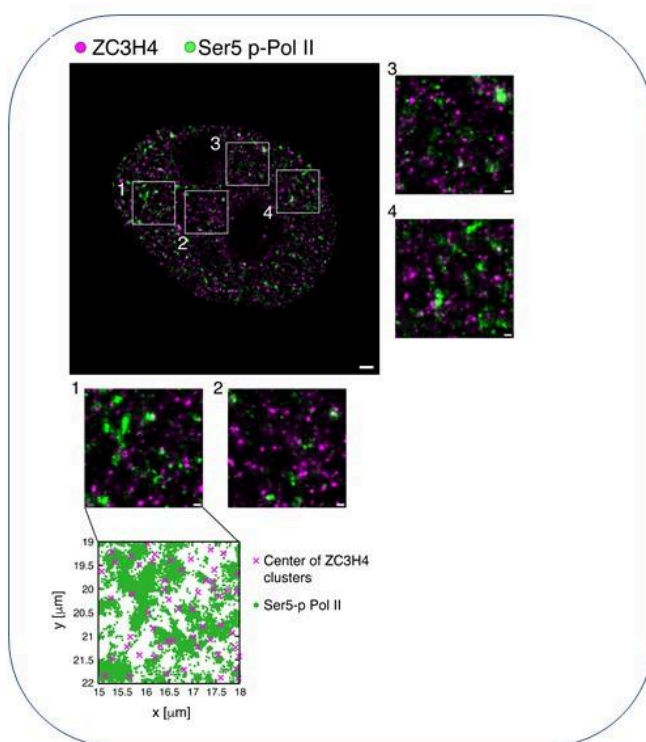 ZC3H4 Ser5 p-Pol II
3
1
3
4
2
4
1
2
19
19.5
20
20.5
21
21.5
22
y [μm]
15 15.5 16 16.5 17 17.5 18
x [μm]
× Center of ZC3H4
clusters
Ser5-p Pol II